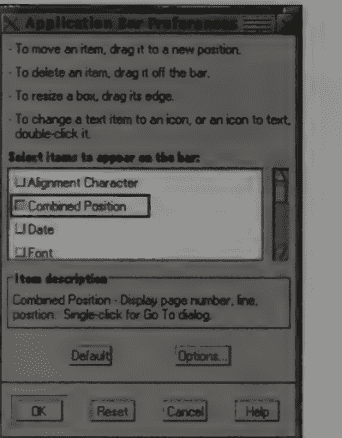 Application Bar Preferences
- To move an item, drag it to a new position.
- To delete an item, drag it off the bar.
- To resize a box, drag its edge.
- To change a text item to an icon, or an icon to text,
double-click it.
Select items to appear on the bar:
Alignment Character
Combined Position
Date
Font
Item description
Combined Position - Display page number, line,
position. Single-click for Go To dialog.
Default Options...
OK Reset Cancel Help